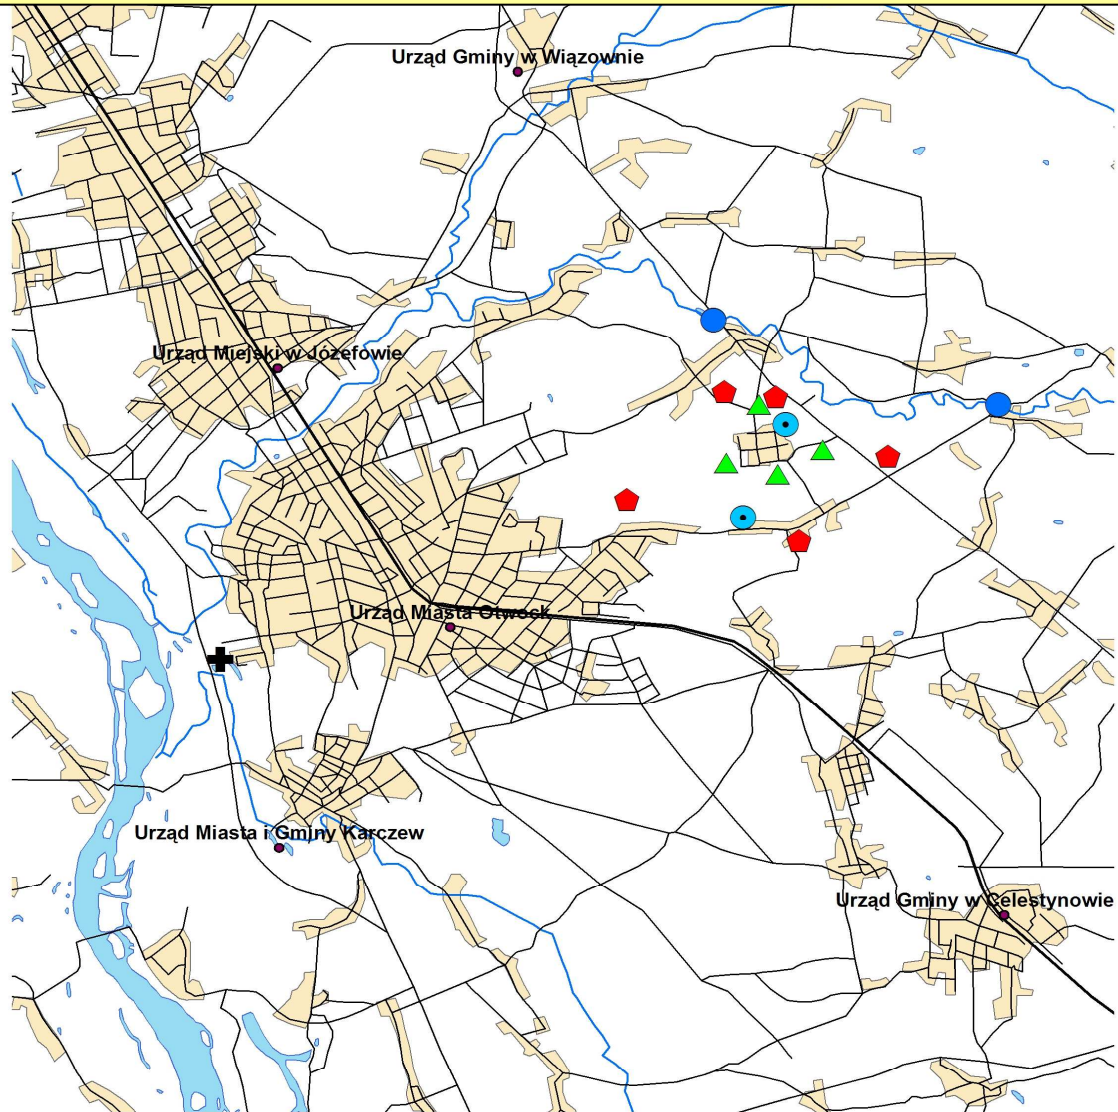 Urząd Gminy w Wiązownie
Urząd Miejski w Józefowie
Urząd Miasta Otwock
Urząd Miasta i Gminy Karczew
Urząd Gminy w Celestynowie